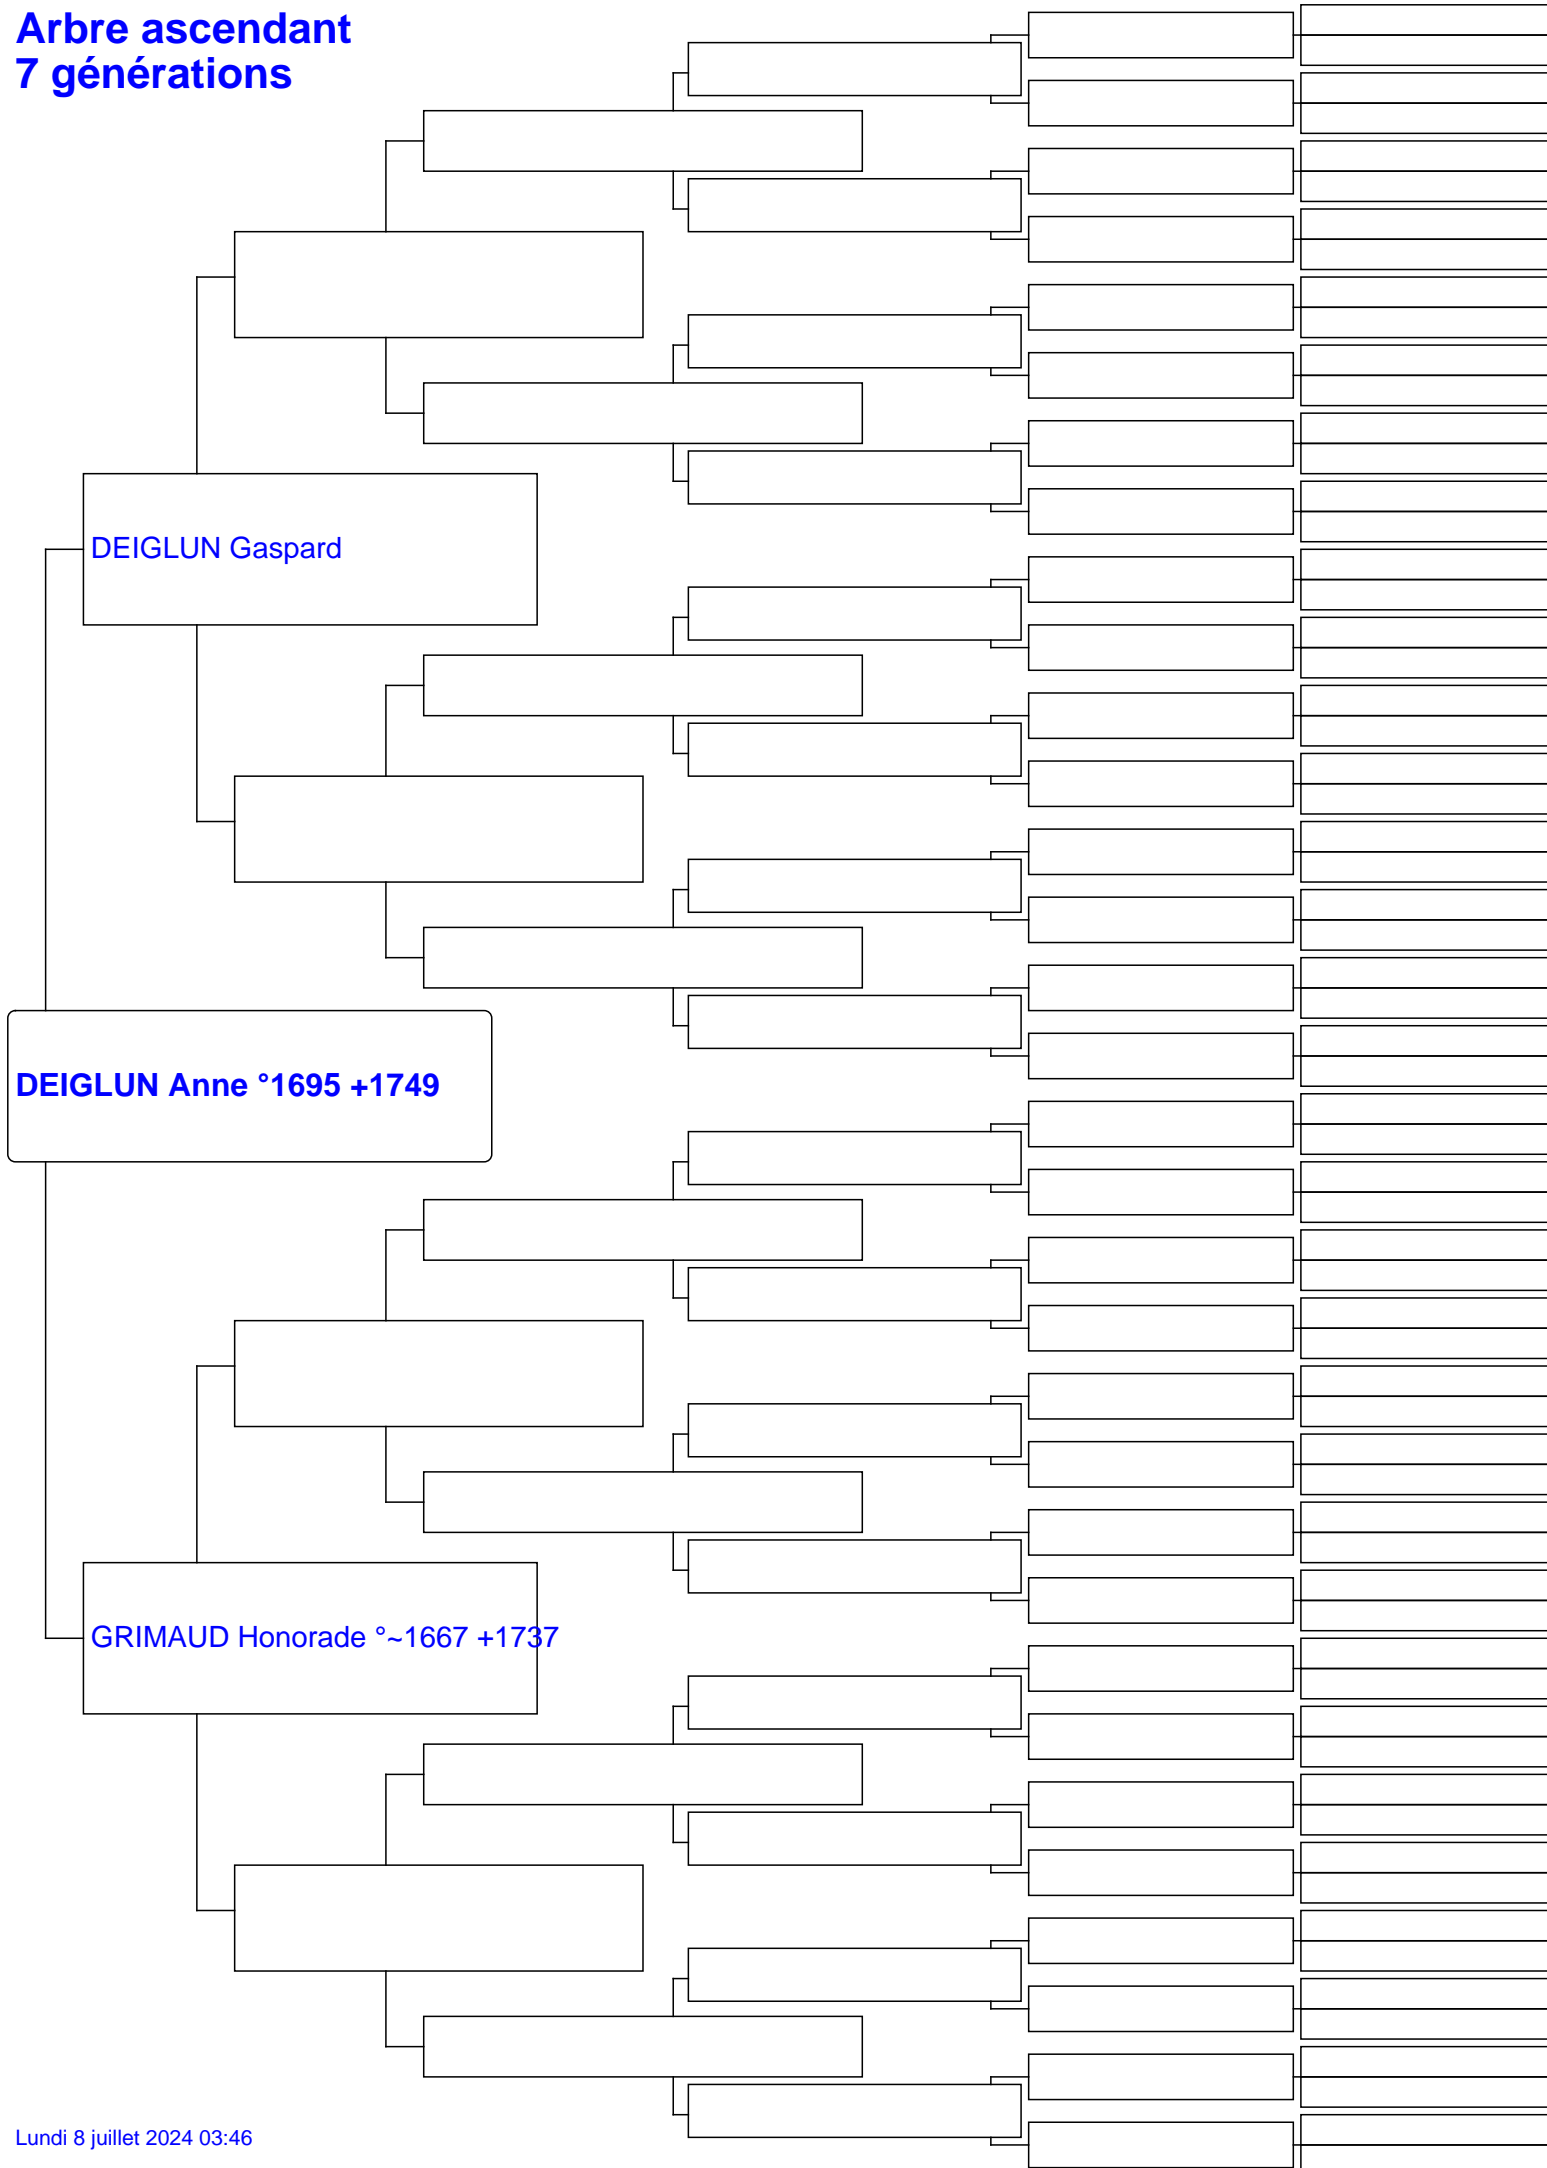 Arbre ascendant
7 générations
DEIGLUN Gaspard
DEIGLUN Anne °1695 +1749
GRIMAUD Honorade °~1667 +1737
Lundi 8 juillet 2024 03:46